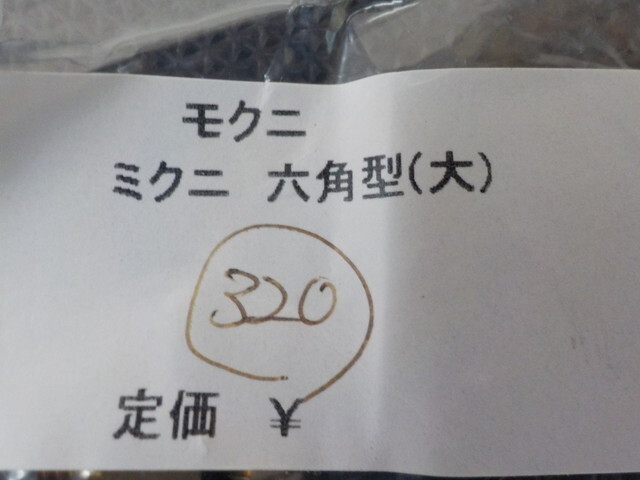 モクニ
ミクニ 六角型(大)
320
定価 ¥